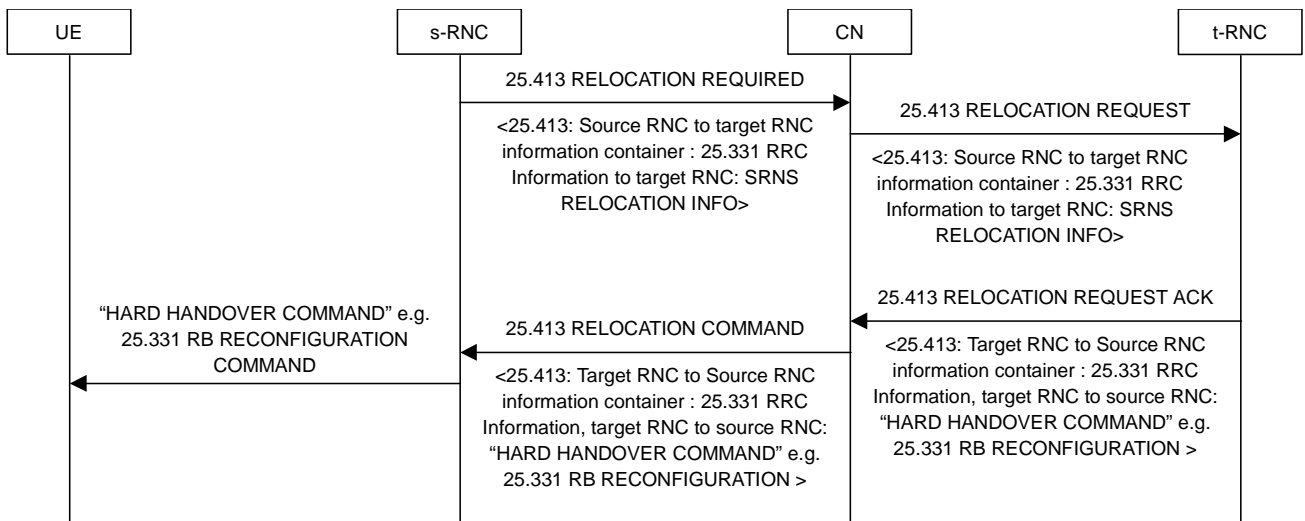 UE
s-RNC
CN
t-RNC
25.413 RELOCATION REQUIRED
<25.413: Source RNC to target RNC
information container : 25.331 RRC
Information to target RNC: SRNS
RELOCATION INFO>
25.413 RELOCATION REQUEST
<25.413: Source RNC to target RNC
information container : 25.331 RRC
Information to target RNC: SRNS
RELOCATION INFO>
25.413 RELOCATION REQUEST ACK
<25.413: Target RNC to Source RNC
information container : 25.331 RRC
Information, target RNC to source RNC:
“HARD HANDOVER COMMAND” e.g.
25.331 RB RECONFIGURATION >
25.413 RELOCATION COMMAND
<25.413: Target RNC to Source RNC
information container : 25.331 RRC
Information, target RNC to source RNC:
“HARD HANDOVER COMMAND” e.g.
25.331 RB RECONFIGURATION >
“HARD HANDOVER COMMAND” e.g.
25.331 RB RECONFIGURATION
COMMAND